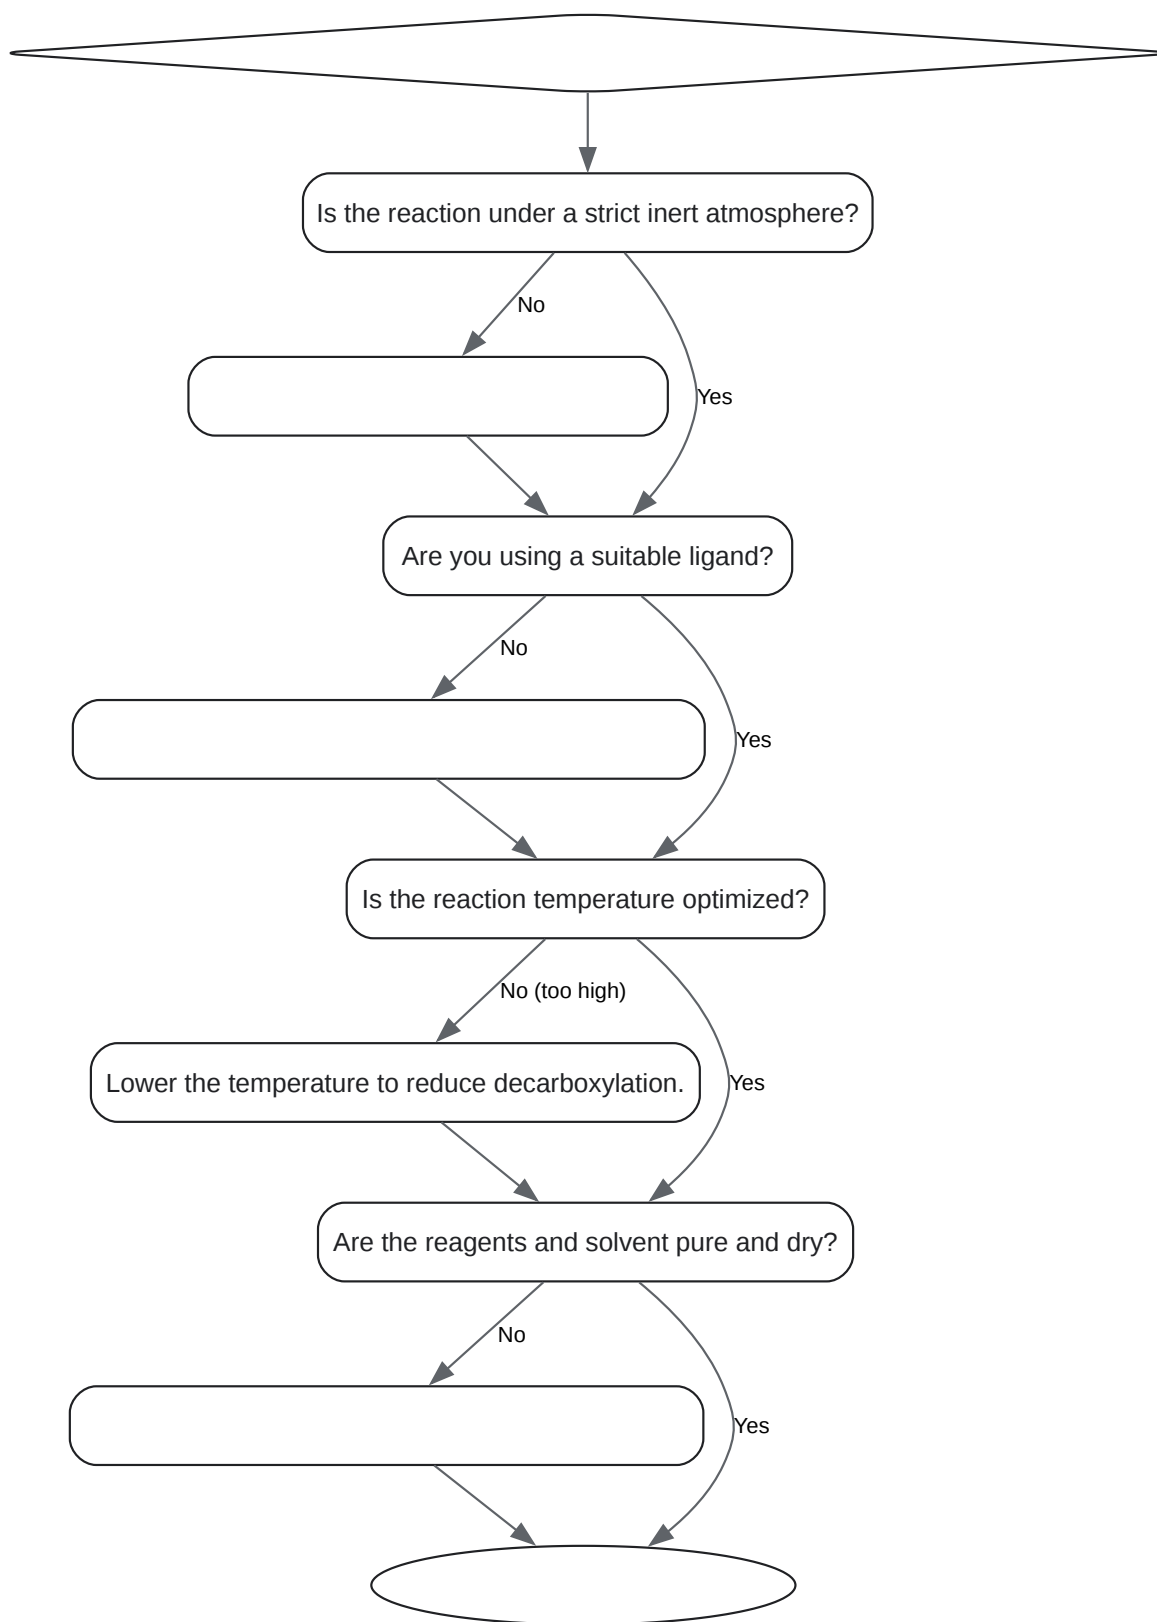 Is the reaction under a strict inert atmosphere?
No
Yes
Are you using a suitable ligand?
No
Yes
Is the reaction temperature optimized?
No (too high)
Lower the temperature to reduce decarboxylation.
Yes
Are the reagents and solvent pure and dry?
No
Yes